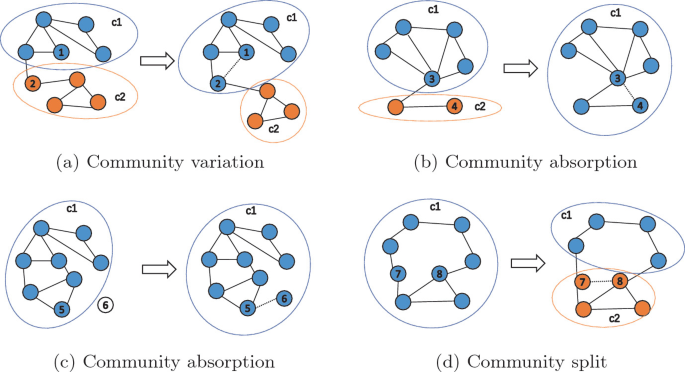 c1
1
2
c2
c1
1
2
c2
(a) Community variation
c1
3
4
c2
c1
3
4
(b) Community absorption
c1
5
6
c1
5
6
(c) Community absorption
c1
7 8
c1
7 8
c2
(d) Community split